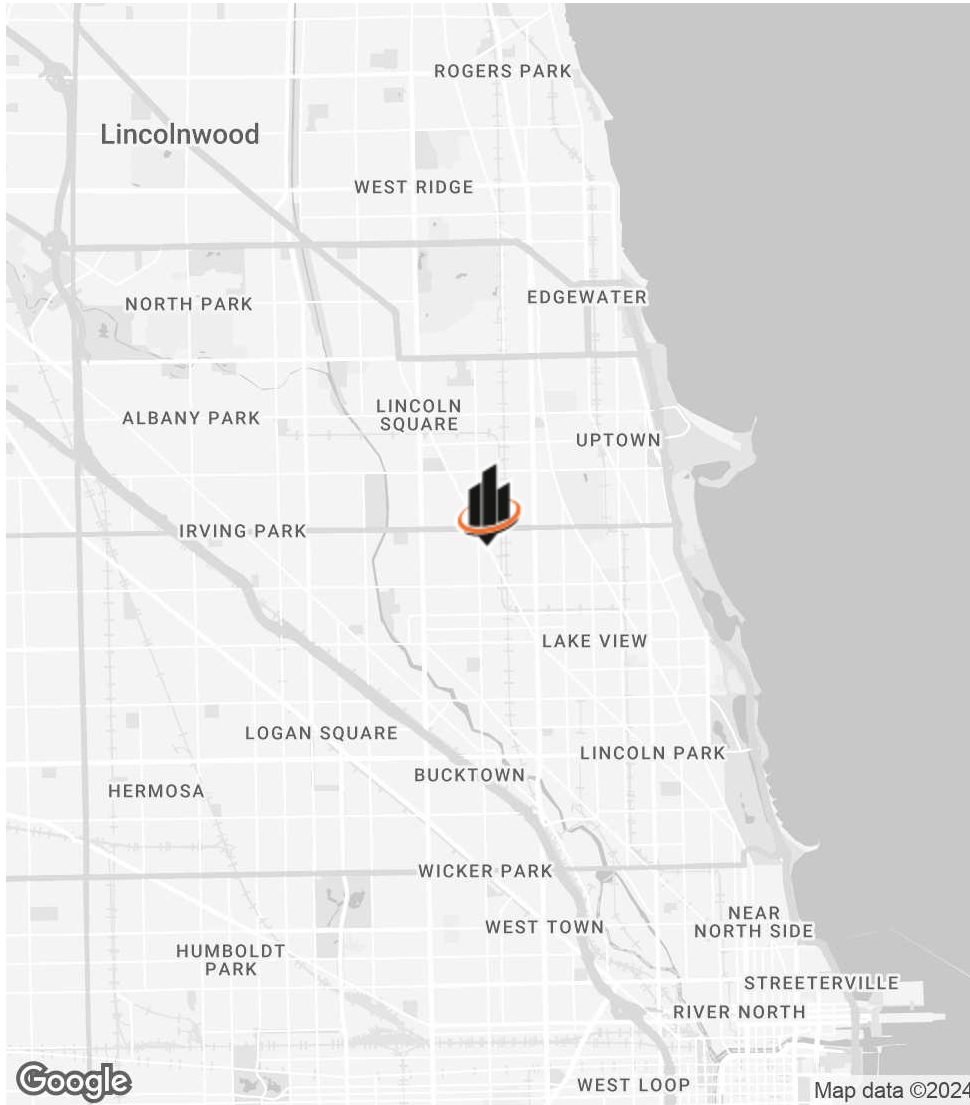 ROGERS PARK
Lincolnwood
WEST RIDGE
EDGEWATER
NORTH PARK
LINCOLN
SQUARE
ALBANY PARK
UPTOWN
IRVING PARK
LAKE VIEW
LOGAN SQUARE
LINCOLN PARK
BUCKTOWN
HERMOSA
WICKER PARK
NEAR
NORTH SIDE
WEST TOWN
HUMBOLDT
PARK
STREETERVILLE
RIVER NORTH
WEST LOOP
Google
Map data ©2024